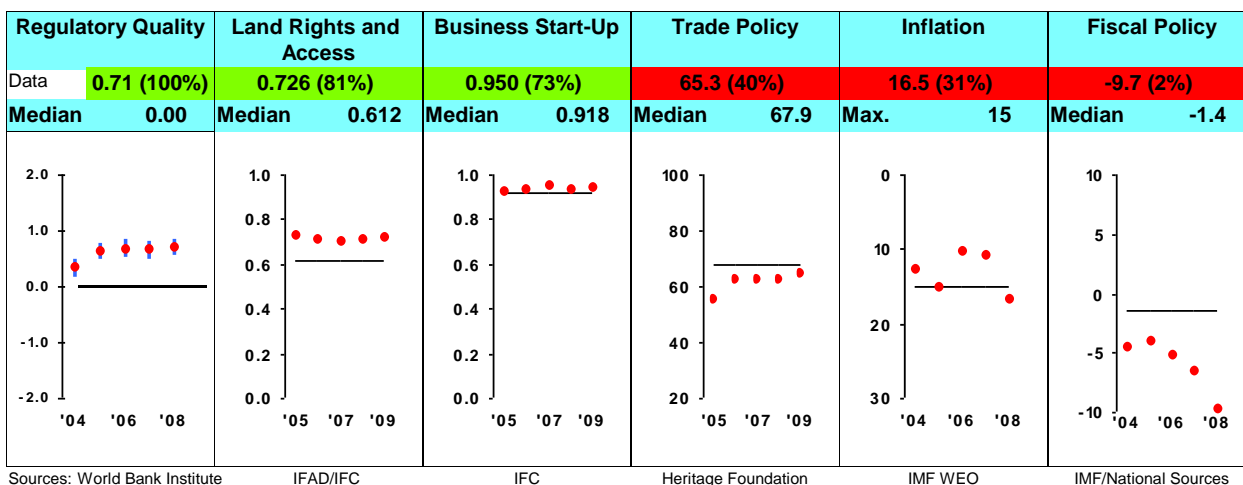 Regulatory Quality
Land Rights and
Access
Business Start-Up
Trade Policy
Inflation
Fiscal Policy
Data 0.71 (100%)
0.726 (81%)
0.950 (73%)
65.3 (40%)
16.5 (31%)
-9.7 (2%)
Median 0.00
Median 0.612
Median 0.918
Median 67.9
Max. 15
Median -1.4
2.0
1.0
0.0
-1.0
-2.0
'04 '06 '08
1.0
0.8
0.6
0.4
0.2
0.0
'05 '07 '09
1.0
0.8
0.6
0.4
0.2
0.0
'05 '07 '09
100
80
60
40
20
'05 '07 '09
0
10
20
30
'04 '06 '08
10
5
0
-5
-10
'04 '06 '08
Sources: World Bank Institute
IFAD/IFC
IFC
Heritage Foundation
IMF WEO
IMF/National Sources